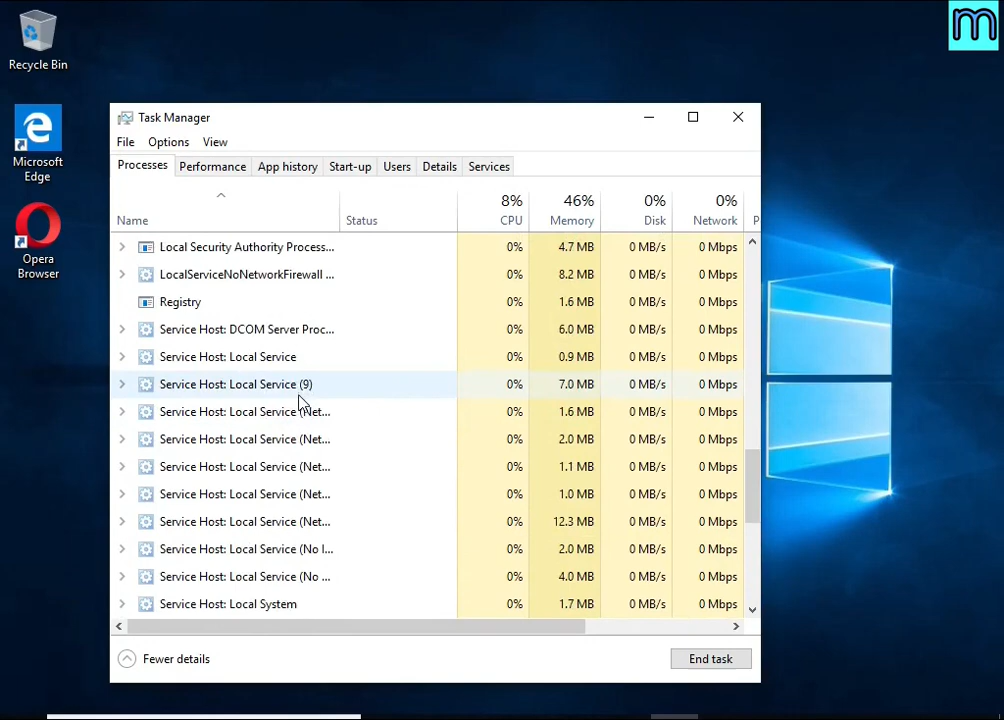 m
Recycle Bin
Microsoft
Edge
Opera
Browser
Task Manager
File Options View
Processes Performance App history Start-up Users Details Services
8% 46% 0% 0%
Name Status CPU Memory Disk Network P
Local Security Authority Process... 0% 4.7 MB 0 MB/s 0 Mbps
LocalServiceNoNetworkFirewall ... 0% 8.2 MB 0 MB/s 0 Mbps
Registry 0% 1.6 MB 0 MB/s 0 Mbps
Service Host: DCOM Server Proc... 0% 6.0 MB 0 MB/s 0 Mbps
Service Host: Local Service 0% 0.9 MB 0 MB/s 0 Mbps
Service Host: Local Service (9) 0% 7.0 MB 0 MB/s 0 Mbps
Service Host: Local Service (Net... 0% 1.6 MB 0 MB/s 0 Mbps
Service Host: Local Service (Net... 0% 2.0 MB 0 MB/s 0 Mbps
Service Host: Local Service (Net... 0% 1.1 MB 0 MB/s 0 Mbps
Service Host: Local Service (Net... 0% 1.0 MB 0 MB/s 0 Mbps
Service Host: Local Service (Net... 0% 12.3 MB 0 MB/s 0 Mbps
Service Host: Local Service (No I... 0% 2.0 MB 0 MB/s 0 Mbps
Service Host: Local Service (No ... 0% 4.0 MB 0 MB/s 0 Mbps
Service Host: Local System 0% 1.7 MB 0 MB/s 0 Mbps
Fewer details End task